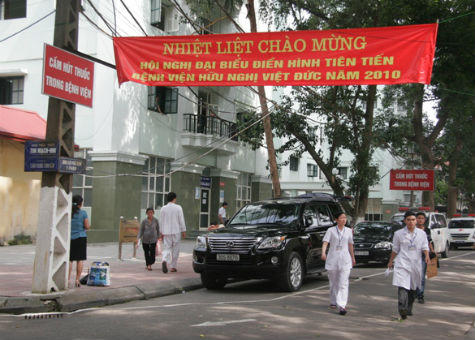 NHIỆT LIỆT CHÀO MỪNG
HỘI NGHỊ ĐẠI BIỂU ĐIỂN HÌNH TIÊN TIẾN
BỆNH VIỆN HỮU NGHỊ VIỆT ĐỨC NĂM 2010
CẤM HÚT THUỐC
TRONG BỆNH VIỆN
CẤM HÚT THUỐC
TRONG BỆNH VIỆN